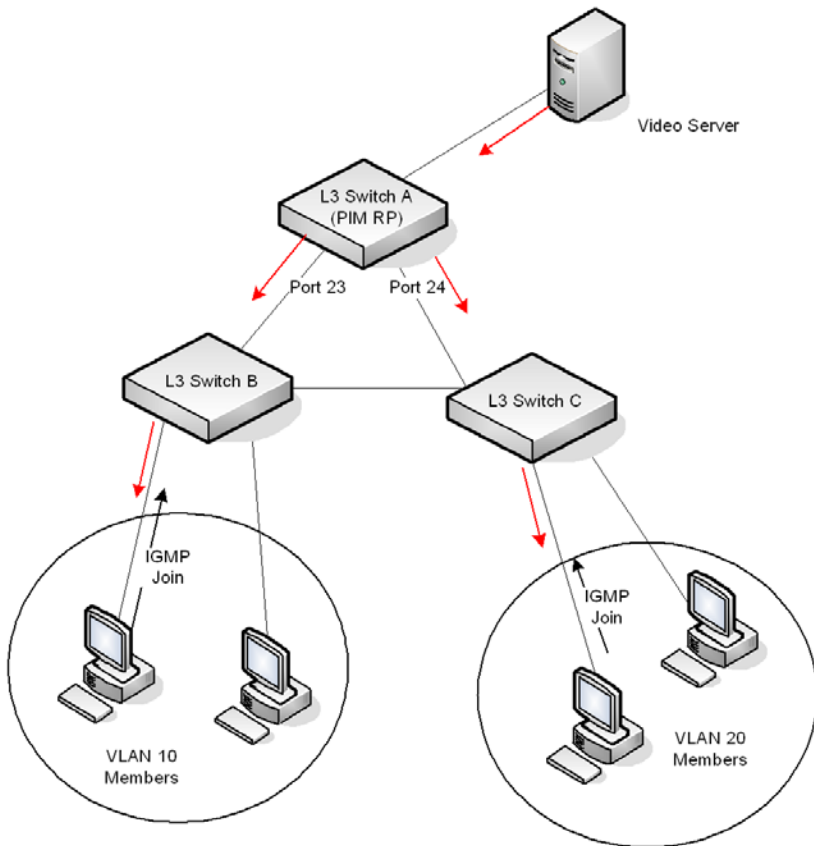 Video Server
L3 Switch A
(PIM RP)
Port 23
Port 24
L3 Switch B
L3 Switch C
IGMP
Join
IGMP
Join
VLAN 10
Members
VLAN 20
Members